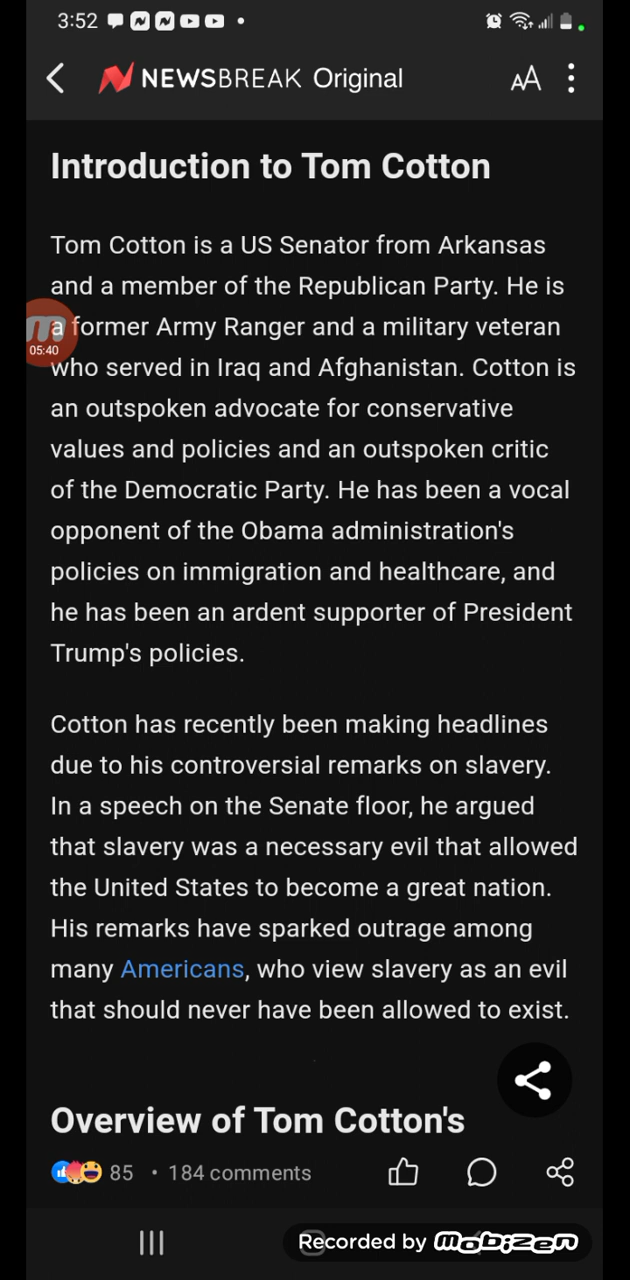 3:52
NEWSBREAK Original AA
Introduction to Tom Cotton
Tom Cotton is a US Senator from Arkansas
and a member of the Republican Party. He is
a former Army Ranger and a military veteran
05:40
who served in Iraq and Afghanistan. Cotton is
an outspoken advocate for conservative
values and policies and an outspoken critic
of the Democratic Party. He has been a vocal
opponent of the Obama administration's
policies on immigration and healthcare, and
he has been an ardent supporter of President
Trump's policies.
Cotton has recently been making headlines
due to his controversial remarks on slavery.
In a speech on the Senate floor, he argued
that slavery was a necessary evil that allowed
the United States to become a great nation.
His remarks have sparked outrage among
many Americans, who view slavery as an evil
that should never have been allowed to exist.
Overview of Tom Cotton's
85 • 184 comments
Recorded by mobizen